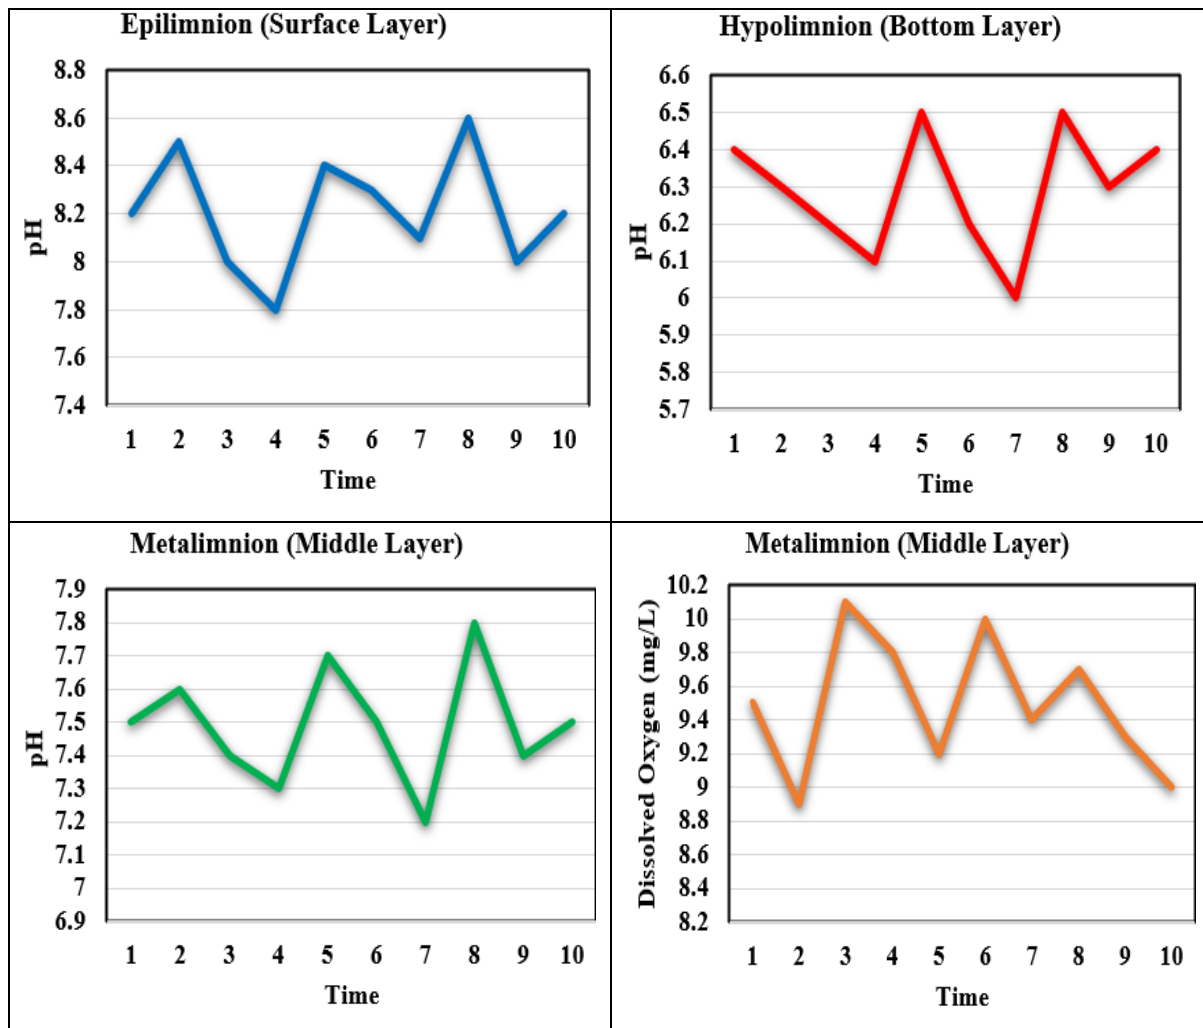 Epilimnion (Surface Layer)
8.8
8.6
8.4
8.2
8
7.8
7.6
7.4
pH
1 2 3 4 5 6 7 8 9 10
Time
Hypolimnion (Bottom Layer)
6.6
6.5
6.4
6.3
6.2
6.1
6
5.9
5.8
5.7
pH
1 2 3 4 5 6 7 8 9 10
Time
Metalimnion (Middle Layer)
7.9
7.8
7.7
7.6
7.5
7.4
7.3
7.2
7.1
7
6.9
pH
1 2 3 4 5 6 7 8 9 10
Time
Metalimnion (Middle Layer)
10.2
10
9.8
9.6
9.4
9.2
9
8.8
8.6
8.4
8.2
Dissolved Oxygen (mg/L)
1 2 3 4 5 6 7 8 9 10
Time